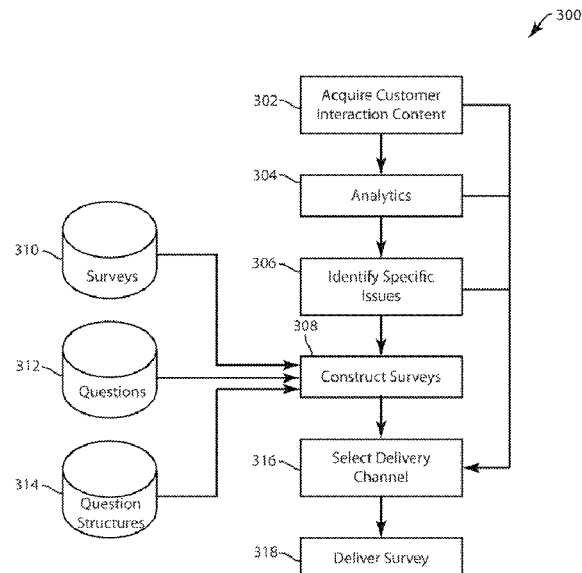 300
302
Acquire Customer
Interaction Content
304
Analytics
310
Surveys
306
Identify Specific
Issues
308
Construct Surveys
312
Questions
314
Question
Structures
316
Select Delivery
Channel
318
Deliver Survey